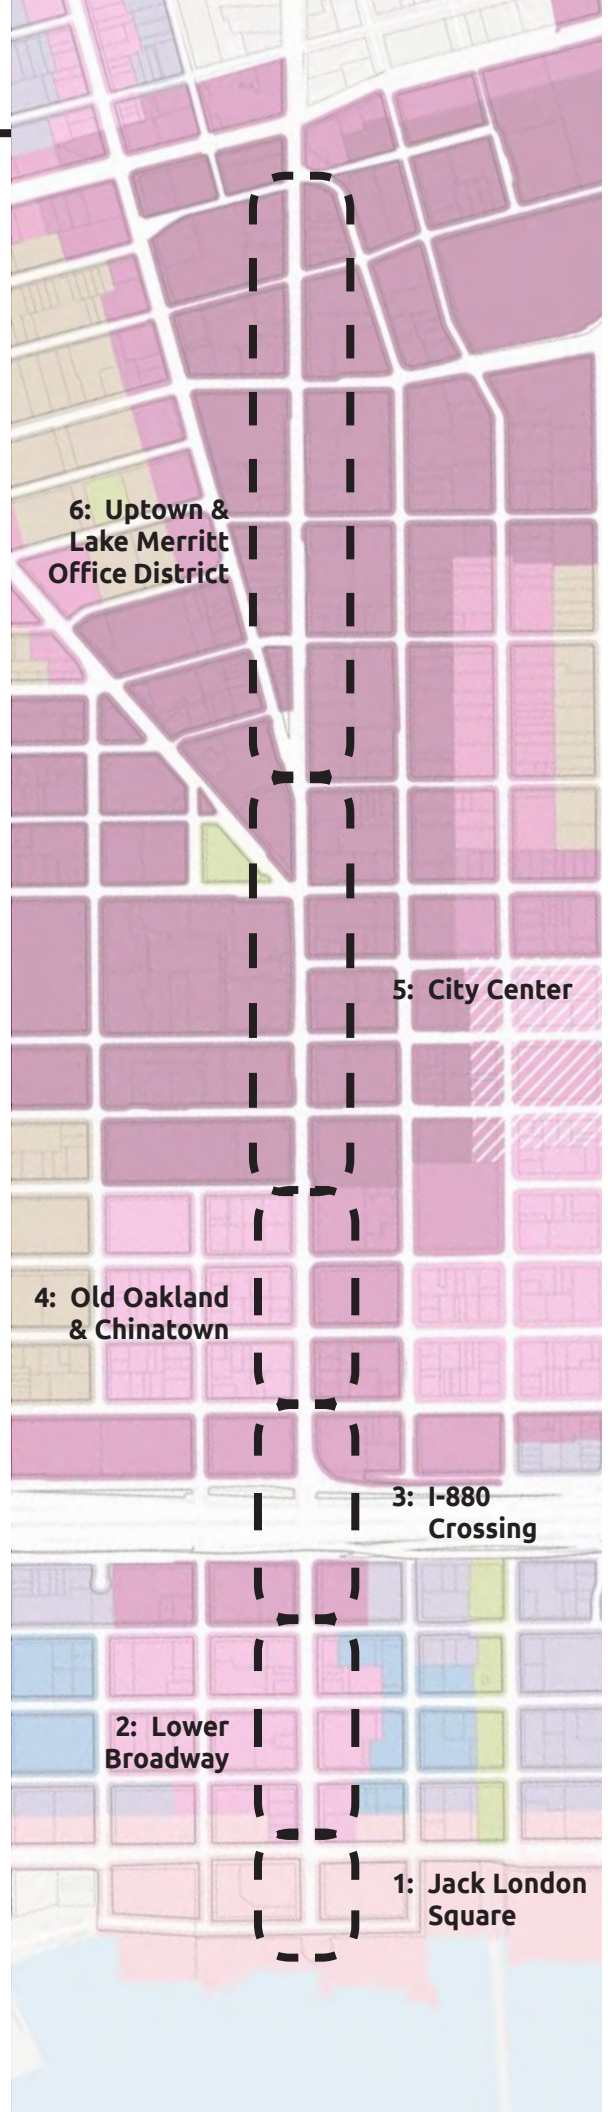 6: Uptown &
Lake Merritt
Office District
5: City Center
4: Old Oakland
& Chinatown
3: I-880
Crossing
2: Lower
Broadway
1: Jack London
Square